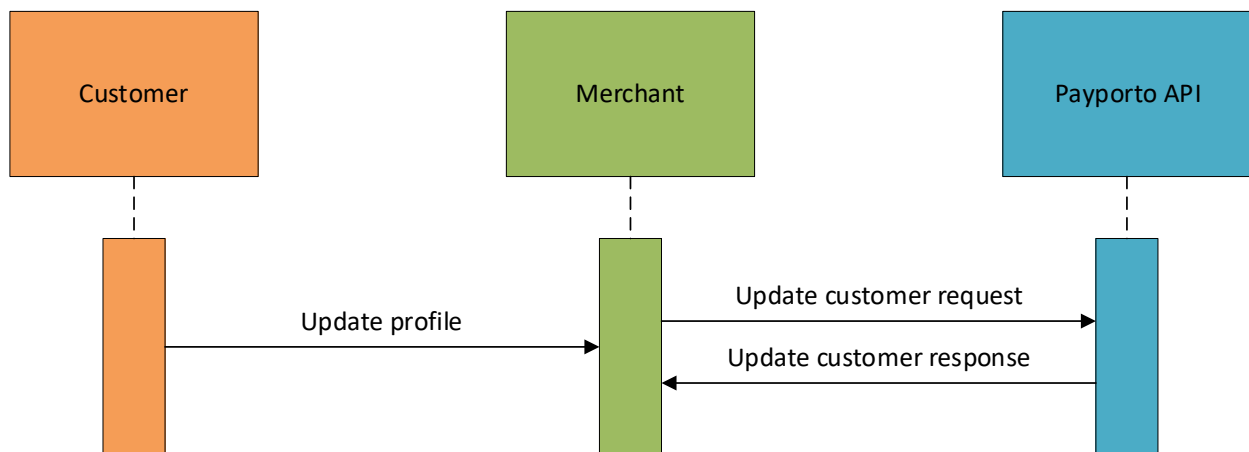 Customer
Merchant
Payporto API
Update customer request
Update profile
Update customer response